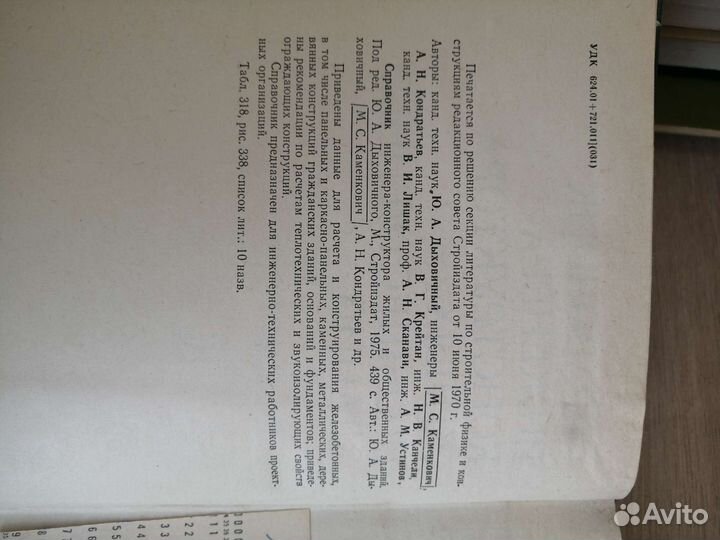 УДК 624.01+721.011](031)
Печатается по решению секции литературы по строительной физике и кон-
струкциям редакционного совета Стройиздата от 10 июня 1970 г.
Авторы: канд. техн. наук Ю. А. Дыховичный, инженеры М. С. Каменкович,
А. Н. Кондратьев, канд. техн. наук В. Г. Крейтан, инж. Н. В. Канчели,
канд. техн. наук В. И. Лишак, проф. А. Н. Сканави, инж. А. М. Устинов,
Справочник инженера-конструктора жилых и общественных зданий.
Под ред. Ю. А. Дыховичного, М., Стройиздат, 1975. 439 с. Авт.: Ю. А. Ды-
ховичный, М. С. Каменкович, А. Н. Кондратьев и др.
Приведены данные для расчета и конструирования железобетонных,
в том числе панельных и каркасно-панельных, каменных, металлических, дере-
вянных конструкций гражданских зданий, оснований и фундаментов; приведе-
ны рекомендации по расчетам теплотехнических и звукоизолирующих свойств
ограждающих конструкций.
Справочник предназначен для инженерно-технических работников проект-
ных организаций.
Табл. 318, рис. 338, список лит.: 10 назв.
Avito